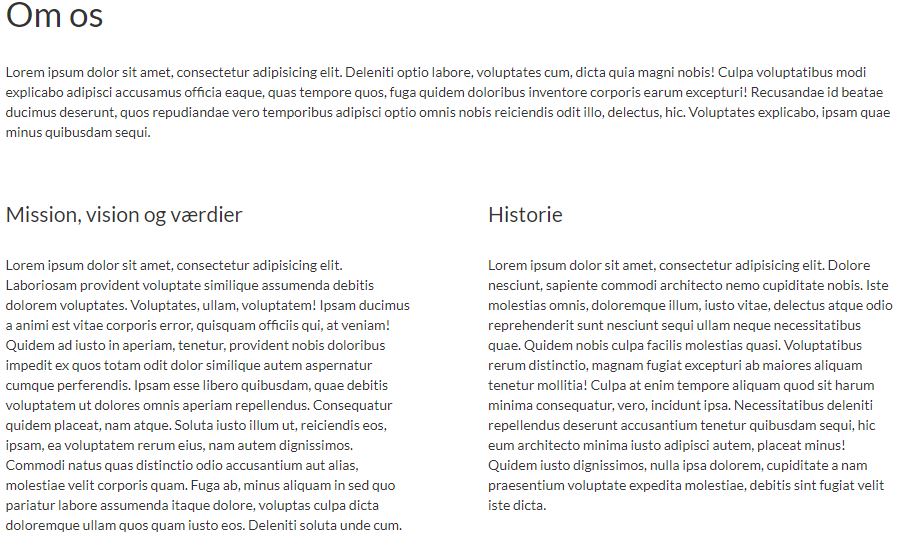 Om os
Lorem ipsum dolor sit amet, consectetur adipisicing elit. Deleniti optio labore, voluptates cum, dicta quia magni nobis! Culpa voluptatibus modi
explicabo adipisci accusamus officia eaque, quas tempore quos, fuga quidem doloribus inventore corporis earum excepturi! Recusandae id beatae
ducimus deserunt, quos repudiandae vero temporibus adipisci optio omnis nobis reiciendis odit illo, delectus, hic. Voluptates explicabo, ipsam quae
minus quibusdam sequi.
Mission, vision og værdier
Lorem ipsum dolor sit amet, consectetur adipisicing elit.
Laboriosam provident voluptate similique assumenda debitis
dolorem voluptates. Voluptates, ullam, voluptatem! Ipsam ducimus
a animi est vitae corporis error, quisquam officiis qui, at veniam!
Quidem ad iusto in aperiam, tenetur, provident nobis doloribus
impedit ex quos totam odit dolor similique autem aspernatur
cumque perferendis. Ipsam esse libero quibusdam, quae debitis
voluptatem ut dolores omnis aperiam repellendus. Consequatur
quidem placeat, nam atque. Soluta iusto illum ut, reiciendis eos,
ipsam, ea voluptatem rerum eius, nam autem dignissimos.
Commodi natus quas distinctio odio accusantium aut alias,
molestiae velit corporis quam. Fuga ab, minus aliquam in sed quo
pariatur labore assumenda itaque dolore, voluptas culpa dicta
doloremque ullam quos quam iusto eos. Deleniti soluta unde cum.
Historie
Lorem ipsum dolor sit amet, consectetur adipisicing elit. Dolore
nesciunt, sapiente commodi architecto nemo cupiditate nobis. Iste
molestias omnis, doloremque illum, iusto vitae, delectus atque odio
reprehenderit sunt nesciunt sequi ullam neque necessitatibus
quae. Quidem nobis culpa facilis molestias quasi. Voluptatibus
rerum distinctio, magnam fugiat excepturi ab maiores aliquam
tenetur mollitia! Culpa at enim tempore aliquam quod sit harum
minima consequatur, vero, incidunt ipsa. Necessitatibus deleniti
repellendus deserunt accusantium tenetur quibusdam sequi, hic
eum architecto minima iusto adipisci autem, placeat minus!
Quidem iusto dignissimos, nulla ipsa dolorem, cupiditate a nam
praesentium voluptate expedita molestiae, debitis sint fugiat velit
iste dicta.